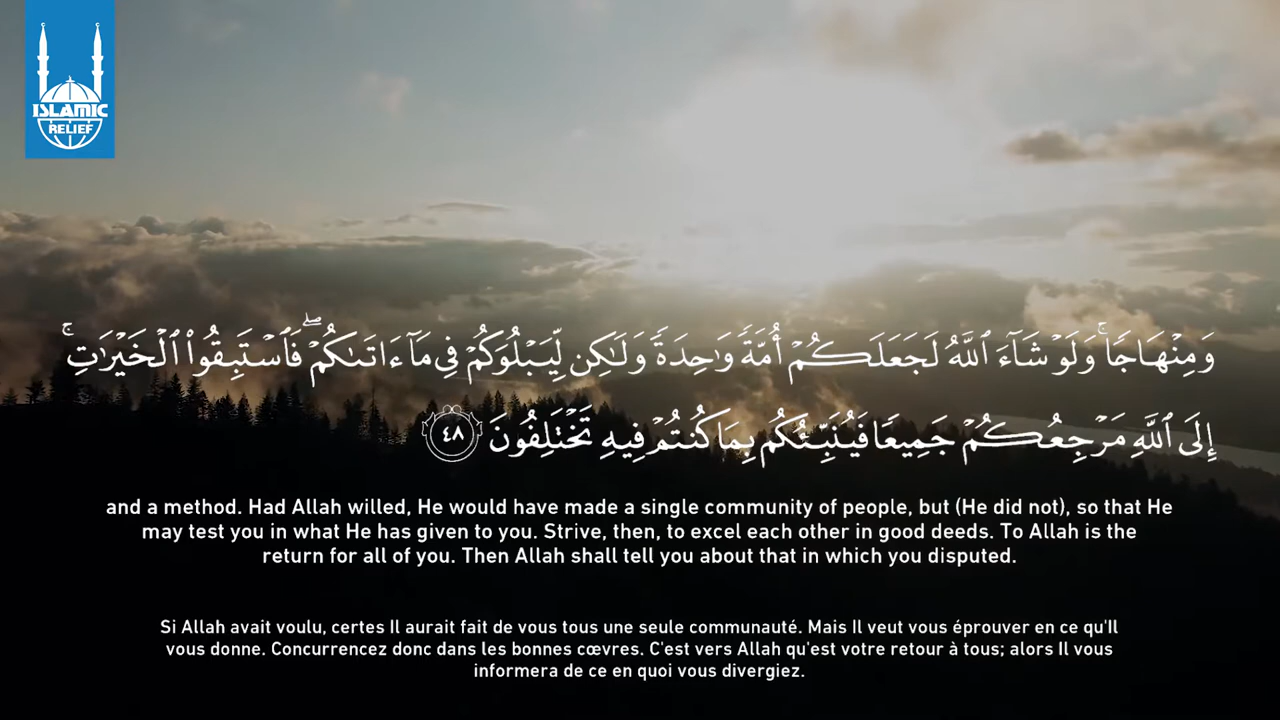 ISLAMIC
RELIEF
وَمِنْهَاجًاۚ وَلَوْ شَآءَ ٱللَّهُ لَجَعَلَكُمْ أُمَّةً وَٰحِدَةً وَلَٰكِن لِّيَبْلُوَكُمْ فِى مَآ ءَاتَىٰكُمْۖ فَٱسْتَبِقُوا۟ ٱلْخَيْرَٰتِۚ
إِلَى ٱللَّهِ مَرْجِعُكُمْ جَمِيعًا فَيُنَبِّئُكُم بِمَا كُنتُمْ فِيهِ تَخْتَلِفُونَ ٤٨
and a method. Had Allah willed, He would have made a single community of people, but (He did not), so that He
may test you in what He has given to you. Strive, then, to excel each other in good deeds. To Allah is the
return for all of you. Then Allah shall tell you about that in which you disputed.
Si Allah avait voulu, certes Il aurait fait de vous tous une seule communauté. Mais Il veut vous éprouver en ce qu'Il
vous donne. Concurrencez donc dans les bonnes cœvres. C'est vers Allah qu'est votre retour à tous; alors Il vous
informera de ce en quoi vous divergiez.